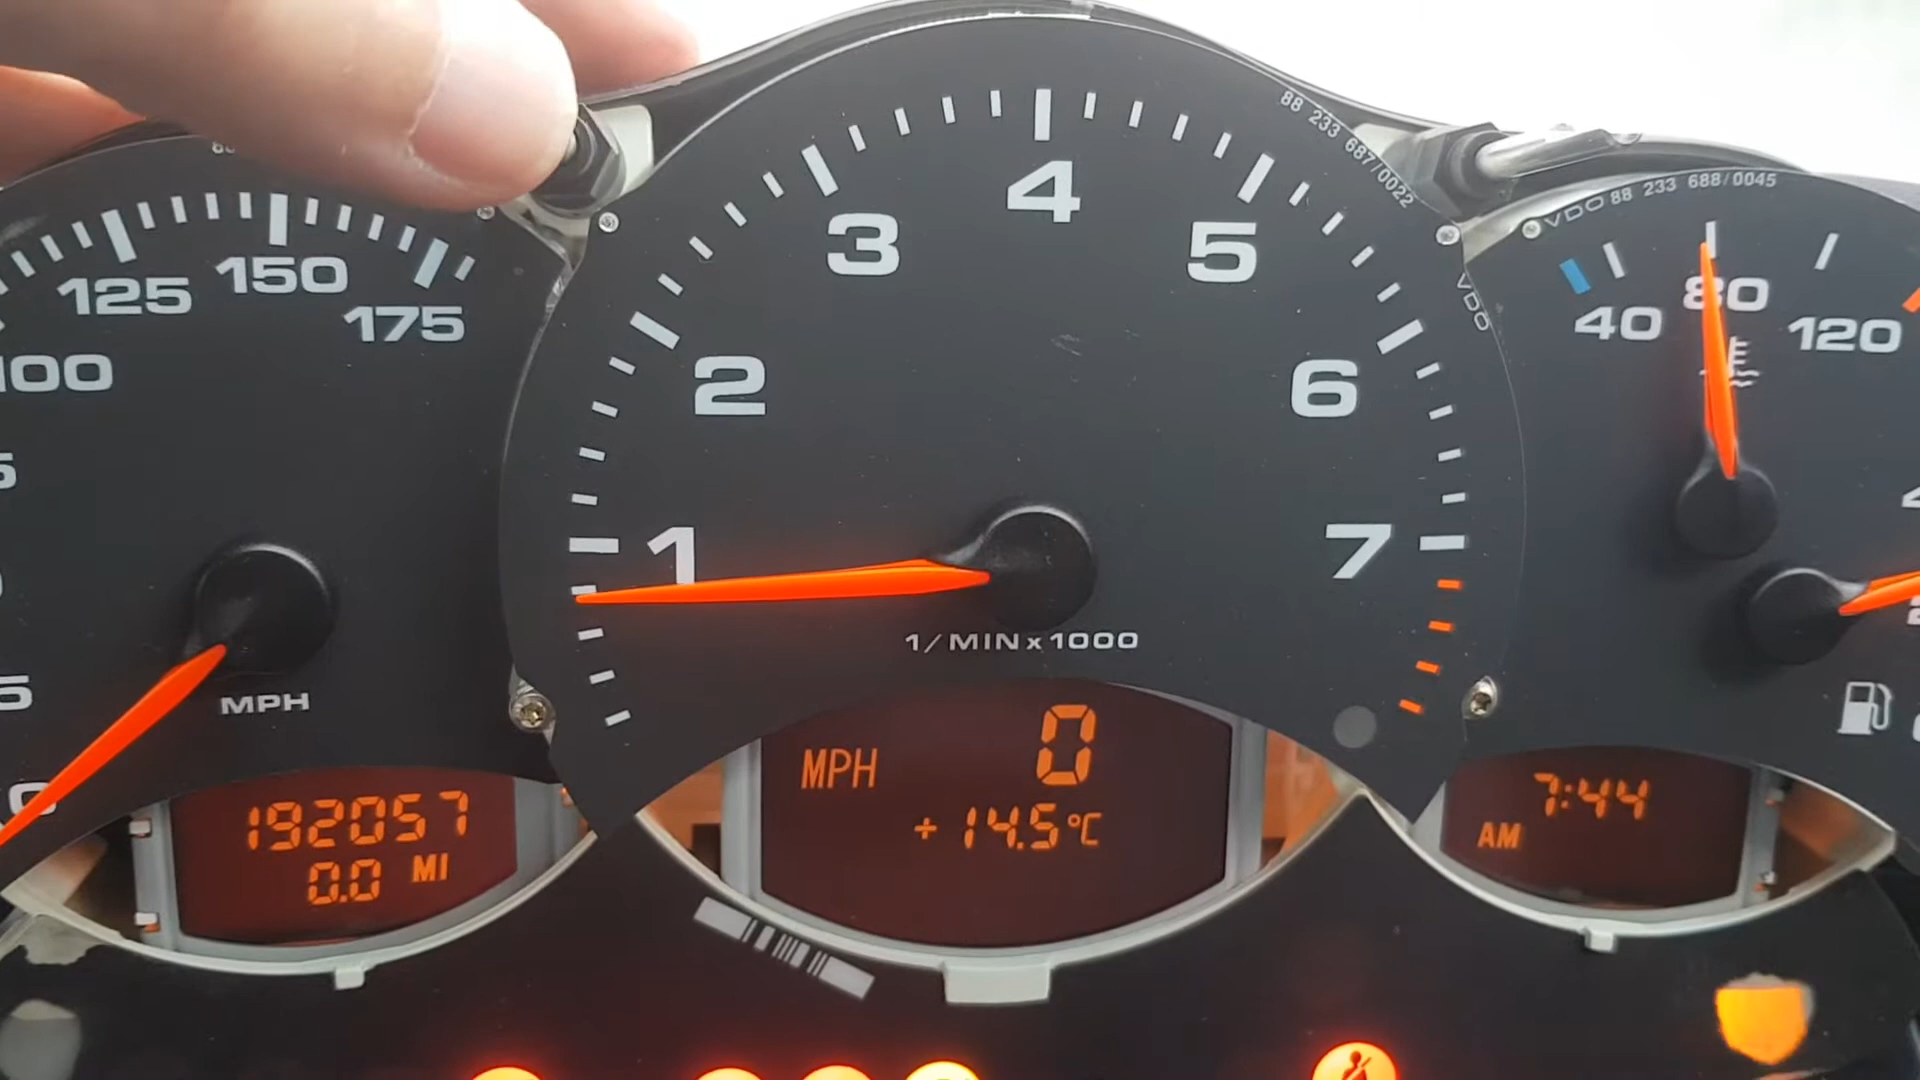 125
150
175
100
MPH
0
192057
0.0 MI
1
2
3
4
5
6
7
1/MIN x 1000
88 233 687/0022
VDO
MPH 0
+14.5°C
VDO 88 233 688/0045
40
80
120
7:44
AM